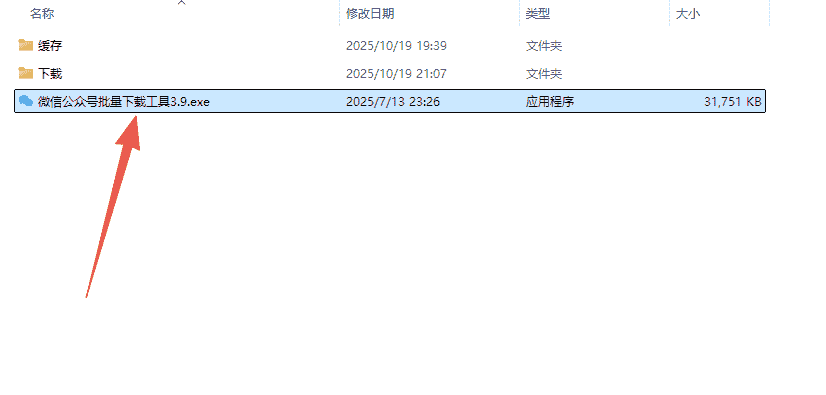 名称 修改日期 类型 大小
缓存 2025/10/19 19:39 文件夹
下载 2025/10/19 21:07 文件夹
微信公众号批量下载工具3.9.exe 2025/7/13 23:26 应用程序 31,751 KB